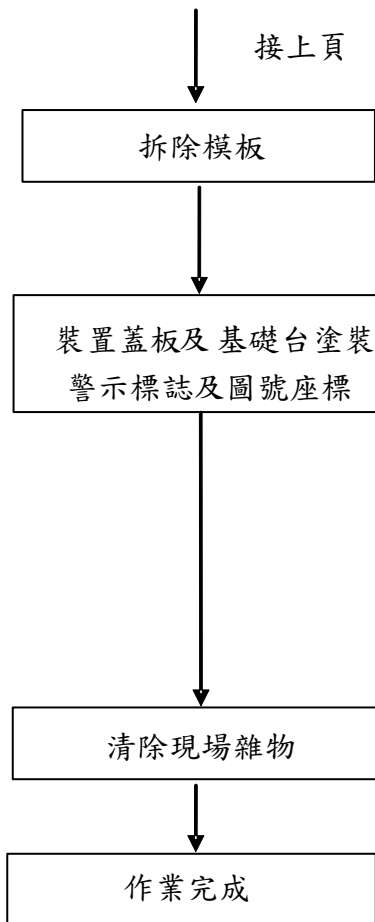 接上頁
拆除模板
裝置蓋板及基礎台塗裝
警示標誌及圖號座標
清除現場雜物
作業完成